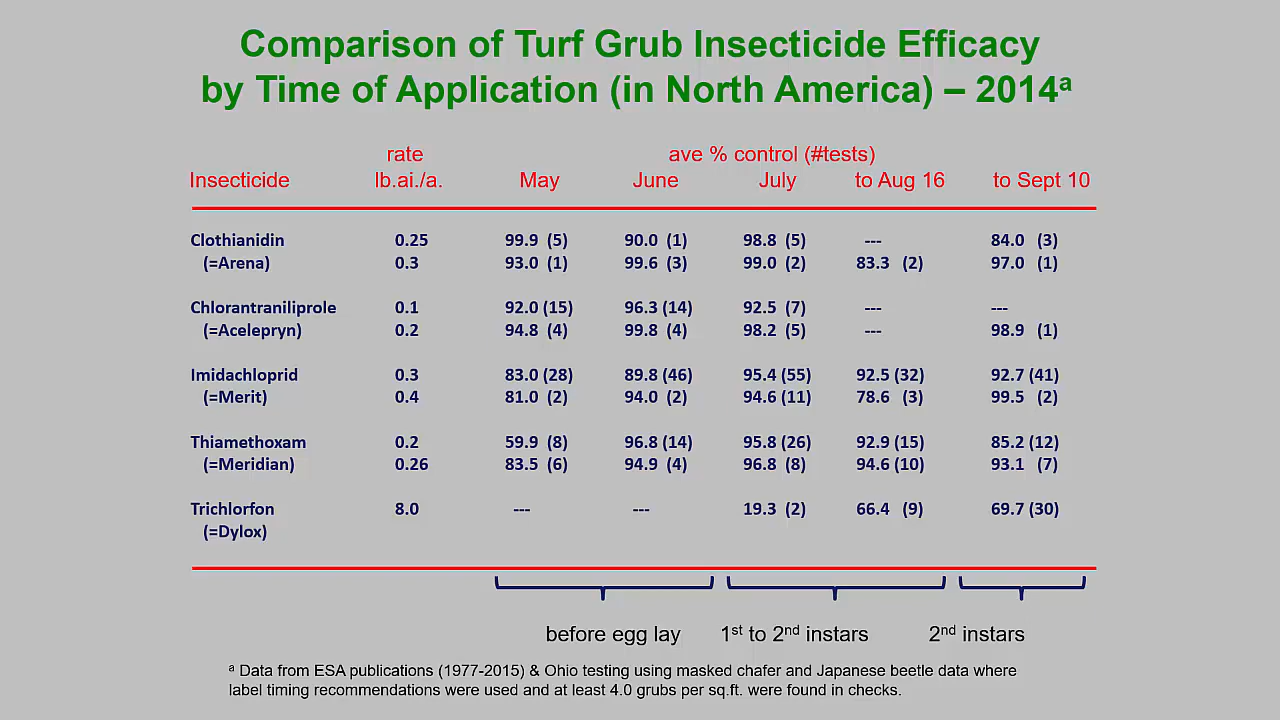 Comparison of Turf Grub Insecticide Efficacy
by Time of Application (in North America) – 2014ª
rate ave % control (#tests)
Insecticide lb.ai./a. May June July to Aug 16 to Sept 10
Clothianidin 0.25 99.9 (5) 90.0 (1) 98.8 (5) --- 84.0 (3)
(=Arena) 0.3 93.0 (1) 99.6 (3) 99.0 (2) 83.3 (2) 97.0 (1)
Chlorantraniliprole 0.1 92.0 (15) 96.3 (14) 92.5 (7) --- ---
(=Acelepryn) 0.2 94.8 (4) 99.8 (4) 98.2 (5) --- 98.9 (1)
Imidachloprid 0.3 83.0 (28) 89.8 (46) 95.4 (55) 92.5 (32) 92.7 (41)
(=Merit) 0.4 81.0 (2) 94.0 (2) 94.6 (11) 78.6 (3) 99.5 (2)
Thiamethoxam 0.2 59.9 (8) 96.8 (14) 95.8 (26) 92.9 (15) 85.2 (12)
(=Meridian) 0.26 83.5 (6) 94.9 (4) 96.8 (8) 94.6 (10) 93.1 (7)
Trichlorfon 8.0 --- --- 19.3 (2) 66.4 (9) 69.7 (30)
(=Dylox)
before egg lay 1st to 2nd instars 2nd instars
ª Data from ESA publications (1977-2015) & Ohio testing using masked chafer and Japanese beetle data where
label timing recommendations were used and at least 4.0 grubs per sq.ft. were found in checks.